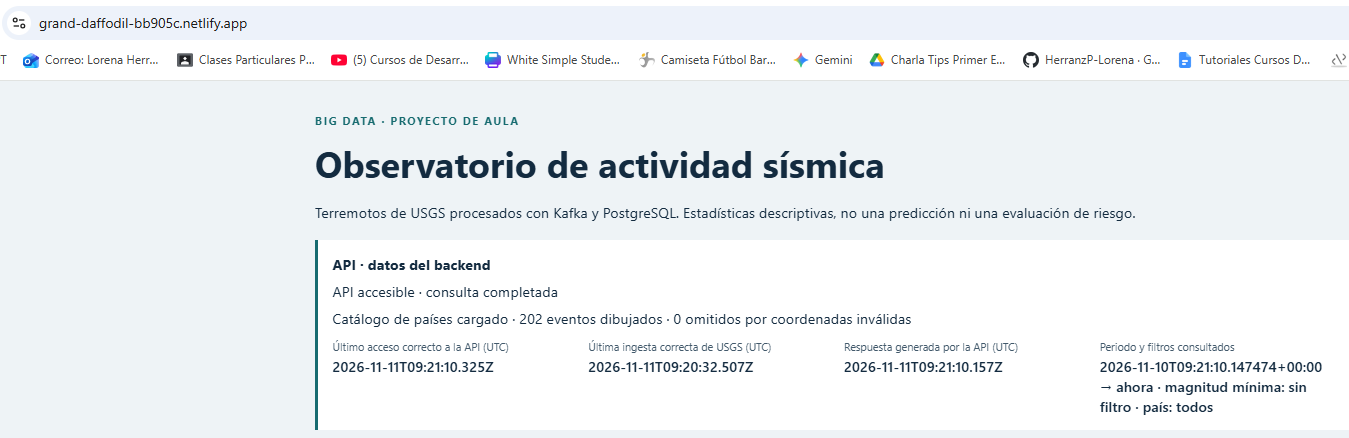 grand-daffodil-bb905c.netlify.app
T Correo: Lorena Herr... Clases Particulares P... (5) Cursos de Desarr... White Simple Stude... Camiseta Fútbol Bar... Gemini Charla Tips Primer E... HerranzP-Lorena · G... Tutoriales Cursos D...
BIG DATA · PROYECTO DE AULA
Observatorio de actividad sísmica
Terremotos de USGS procesados con Kafka y PostgreSQL. Estadísticas descriptivas, no una predicción ni una evaluación de riesgo.
API · datos del backend
API accesible · consulta completada
Catálogo de países cargado · 202 eventos dibujados · 0 omitidos por coordenadas inválidas
Último acceso correcto a la API (UTC)
2026-11-11T09:21:10.325Z
Última ingesta correcta de USGS (UTC)
2026-11-11T09:20:32.507Z
Respuesta generada por la API (UTC)
2026-11-11T09:21:10.157Z
Periodo y filtros consultados
2026-11-10T09:21:10.147474+00:00
→ ahora · magnitud mínima: sin
filtro · país: todos